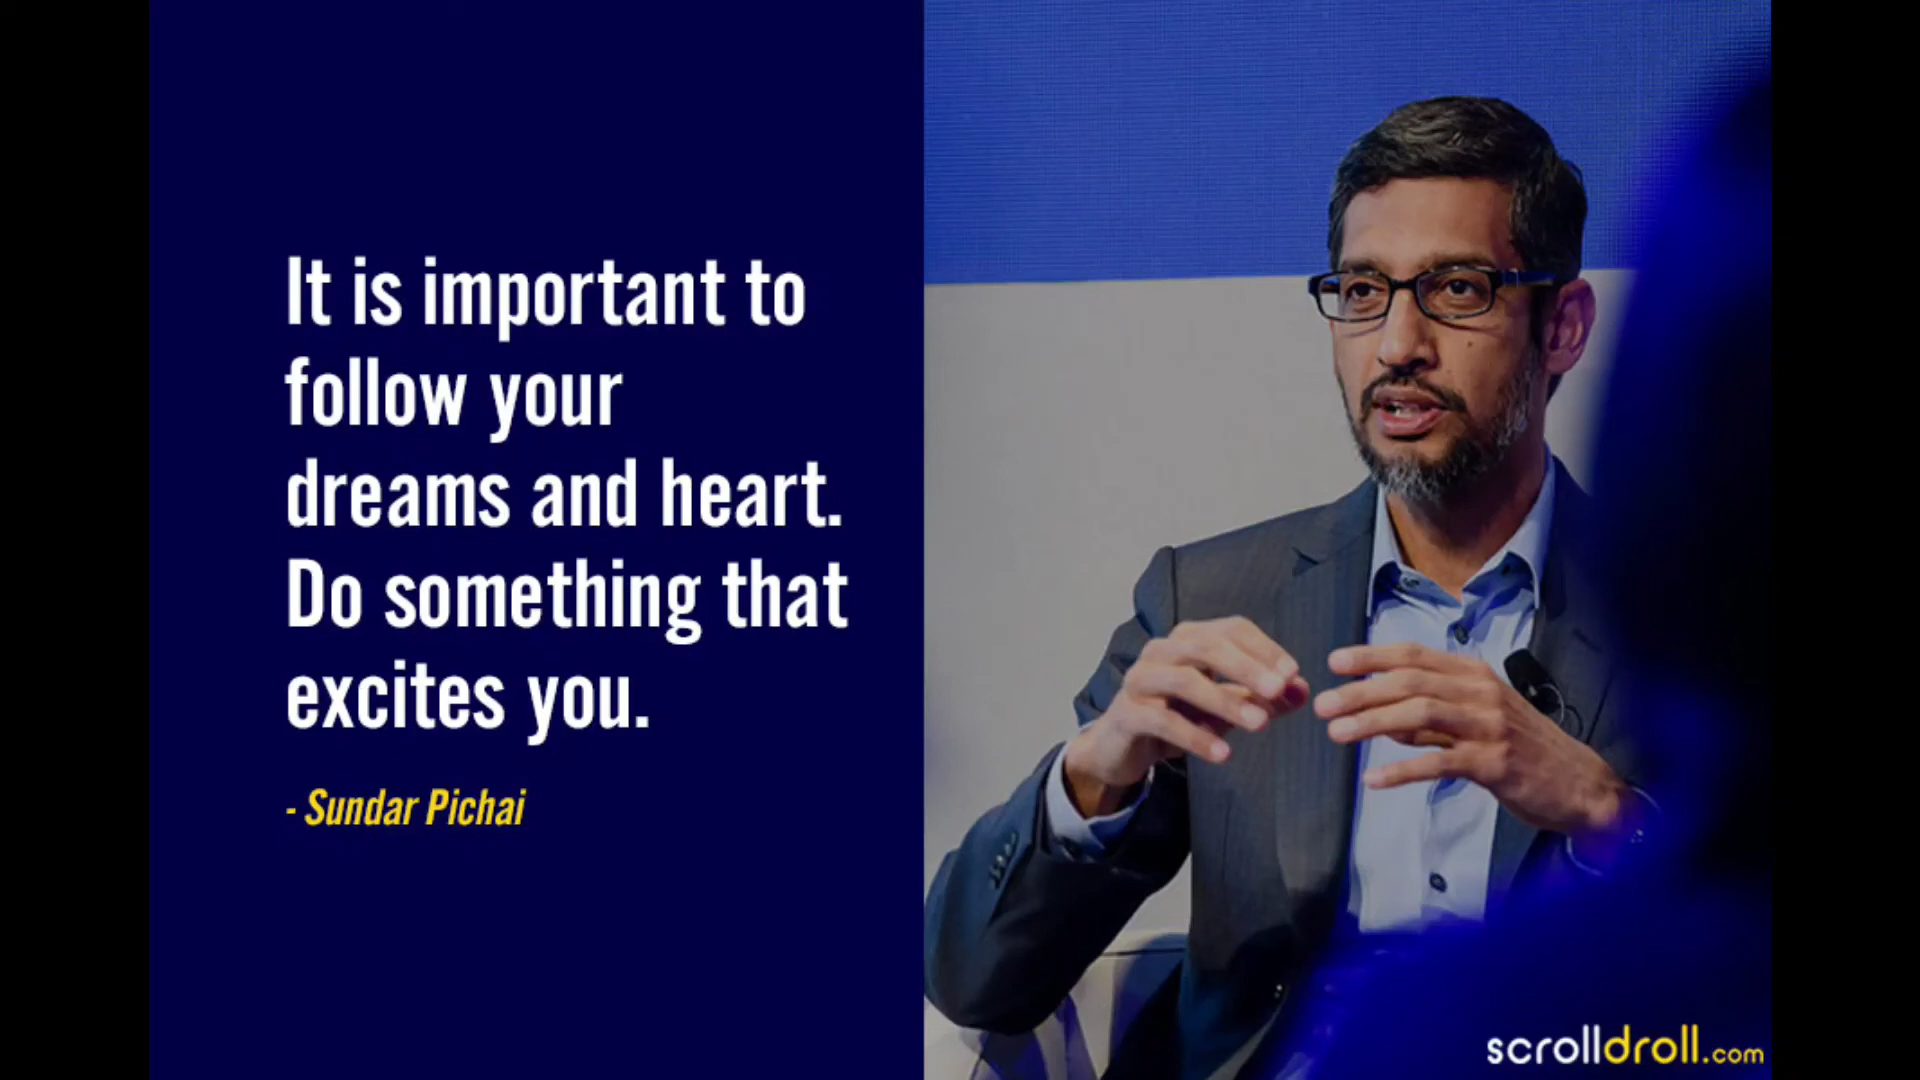 It is important to
follow your
dreams and heart.
Do something that
excites you.
- Sundar Pichai
scrolldroll.com